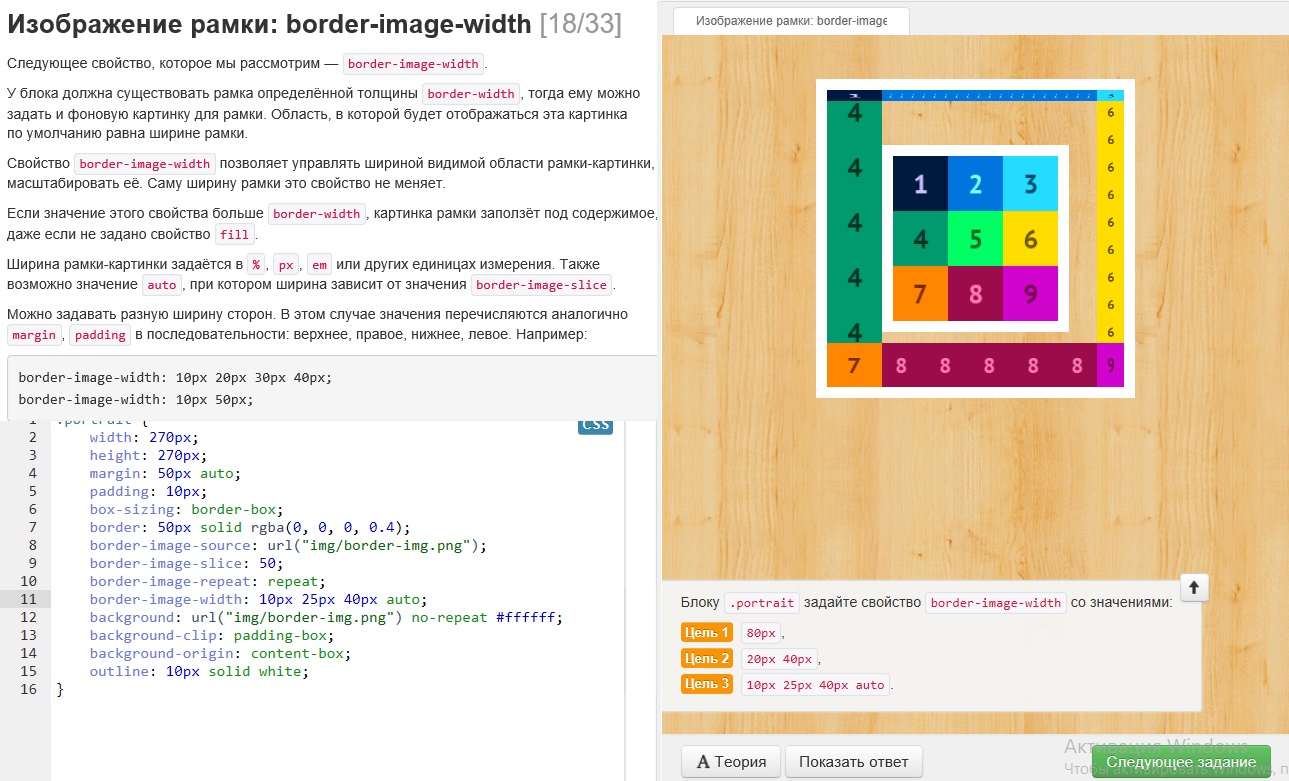 Изображение рамки: border-image-width [18/33]
Следующее свойство, которое мы рассмотрим — border-image-width.
У блока должна существовать рамка определённой толщины border-width, тогда ему можно
задать и фоновую картинку для рамки. Область, в которой будет отображаться эта картинка
по умолчанию равна ширине рамки.
Свойство border-image-width позволяет управлять шириной видимой области рамки-картинки,
масштабировать её. Саму ширину рамки это свойство не меняет.
Если значение этого свойства больше border-width, картинка рамки заползёт под содержимое,
даже если не задано свойство fill.
Ширина рамки-картинки задаётся в %, px, em или других единицах измерения. Также
возможно значение auto, при котором ширина зависит от значения border-image-slice.
Можно задавать разную ширину сторон. В этом случае значения перечисляются аналогично
margin, padding в последовательности: верхнее, правое, нижнее, левое. Например:
border-image-width: 10px 20px 30px 40px;
border-image-width: 10px 50px;
CSS
1 .portrait {
2 width: 270px;
3 height: 270px;
4 margin: 50px auto;
5 padding: 10px;
6 box-sizing: border-box;
7 border: 50px solid rgba(0, 0, 0, 0.4);
8 border-image-source: url("img/border-img.png");
9 border-image-slice: 50;
10 border-image-repeat: repeat;
11 border-image-width: 10px 25px 40px auto;
12 background: url("img/border-img.png") no-repeat #ffffff;
13 background-clip: padding-box;
14 background-origin: content-box;
15 outline: 10px solid white;
16 }
Изображение рамки: border-image
4 6
6
4 6
1 2 3
6
4 6
4 5 6
6
4 6
7 8 9
6
4 6
7 8 8 8 8 8 9
Блоку .portrait задайте свойство border-image-width со значениями:
Цель 1 80px,
Цель 2 20px 40px,
Цель 3 10px 25px 40px auto.
A Теория
Показать ответ
Следующее задание
Активация Windows
Чтобы активировать Windows, п